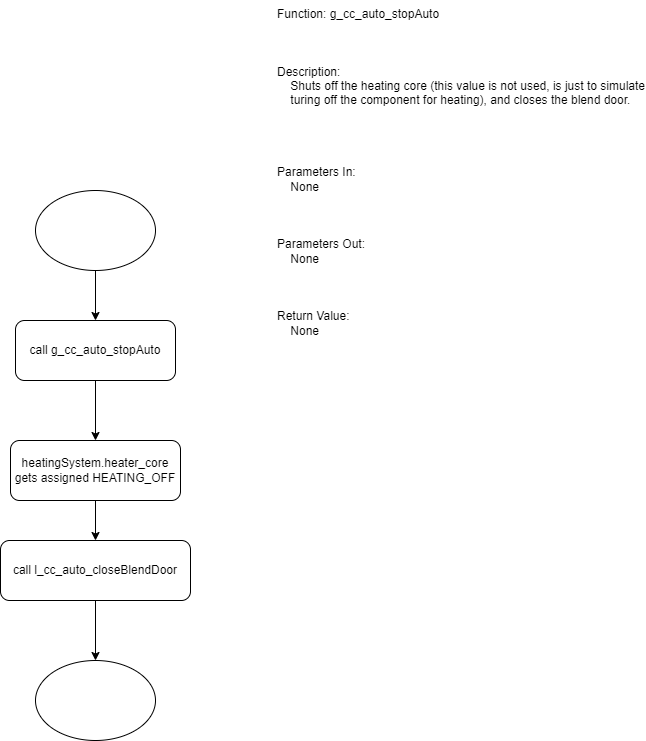 Function: g_cc_auto_stopAuto
Description:
Shuts off the heating core (this value is not used, is just to simulate
turing off the component for heating), and closes the blend door.
Parameters In:
None
Parameters Out:
None
Return Value:
None
call g_cc_auto_stopAuto
heatingSystem.heater_core
gets assigned HEATING_OFF
call l_cc_auto_closeBlendDoor